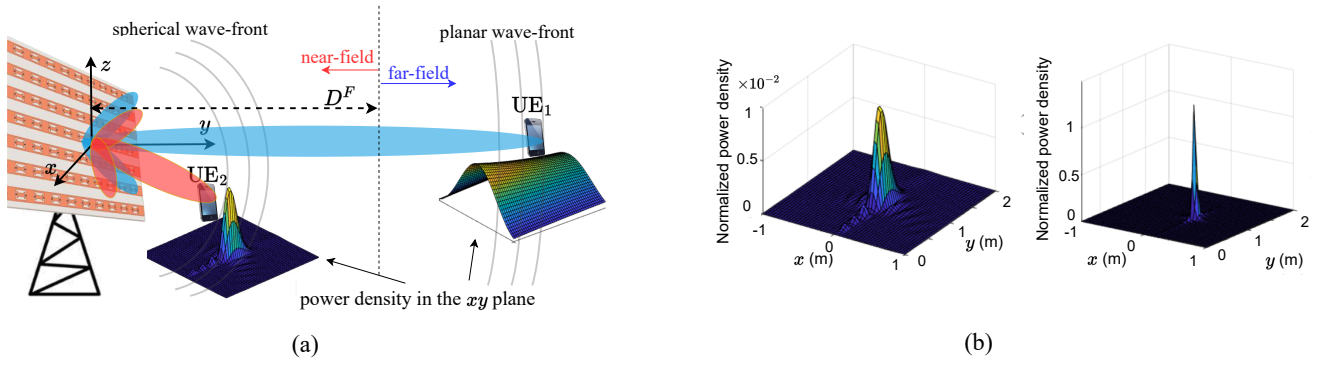 spherical wave-front
planar wave-front
near-field
far-field
z
D^F
y
x
UE₁
UE₂
power density in the xy plane
(a)
Normalized power density
×10⁻²
1
0.5
0
-1
0
1
x (m)
0
1
2
y (m)
Normalized power density
1
0.5
0
-1
0
1
x (m)
0
1
2
y (m)
(b)